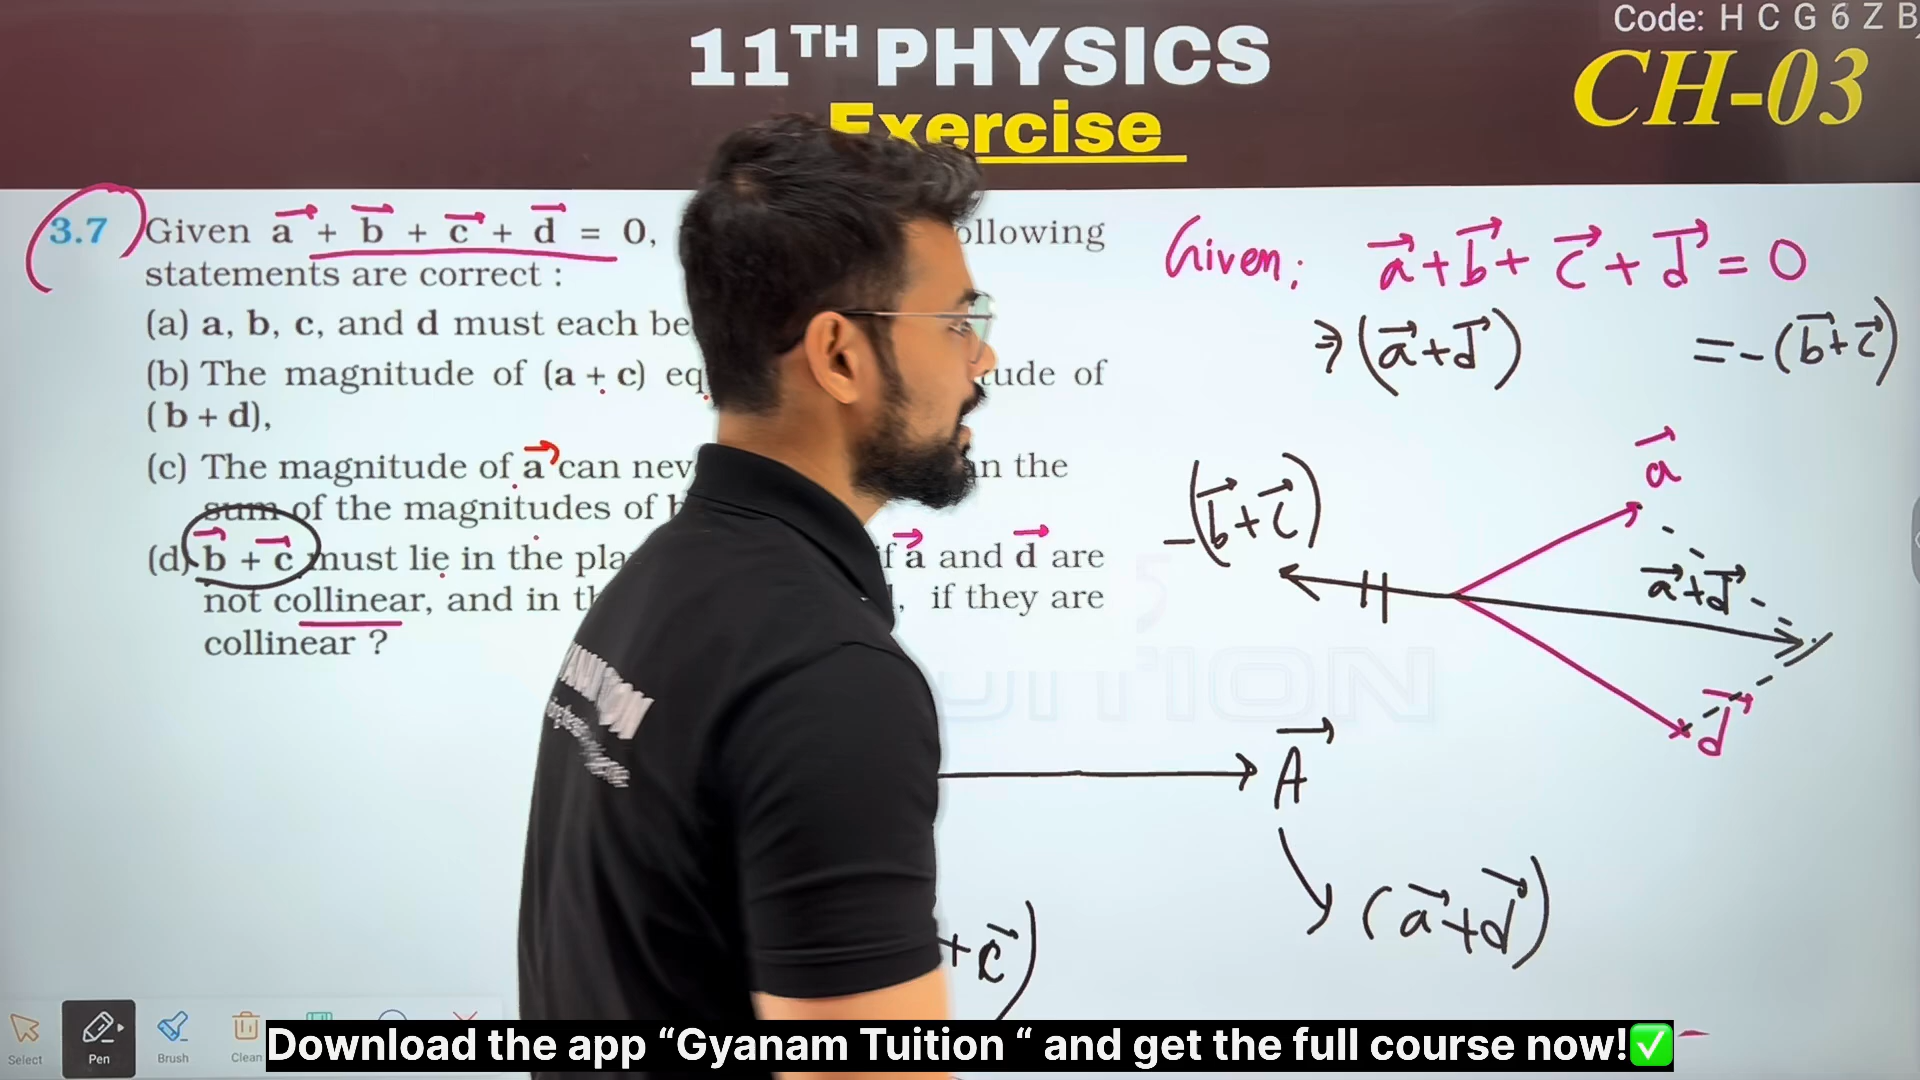 Code: H C G 6 Z B
11TH PHYSICS
CH-03
Exercise
3.7 Given a + b + c + d = 0, ollowing
statements are correct :
(a) a, b, c, and d must each be
(b) The magnitude of (a + c) eq tude of
( b + d),
(c) The magnitude of a can nev an the
sum of the magnitudes of
(d) b + c must lie in the pla if a and d are
not collinear, and in th , if they are
collinear ?
Given: a + b + c + d = 0
⇒ (a + d) = -(b + c)
a
-(b + c)
a + d
d
A
(a + d)
+ c)
UITION
Select
Pen
Brush
Clean
Download the app “Gyanam Tuition “ and get the full course now!✅